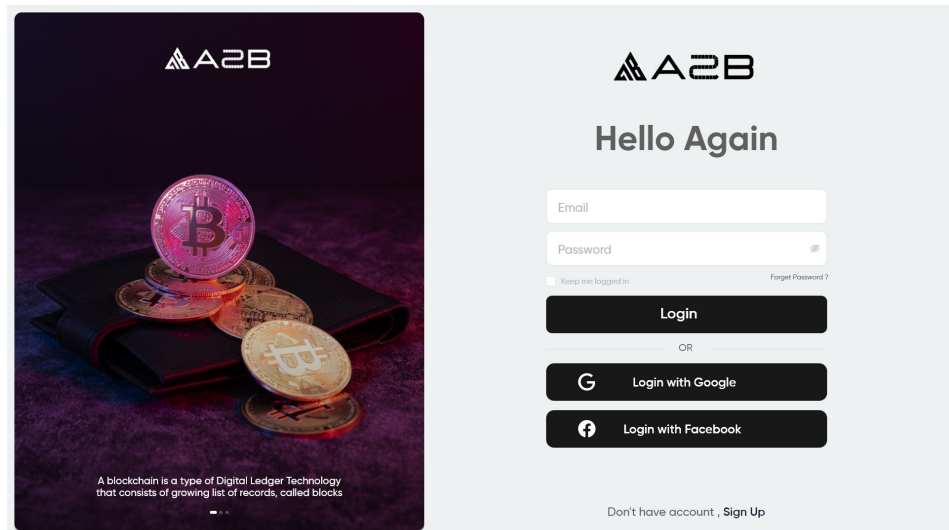 A2B
A blockchain is a type of Digital Ledger Technology
that consists of growing list of records, called blocks
A2B
Hello Again
Email
Password
Keep me logged in
Forget Password ?
Login
OR
Login with Google
Login with Facebook
Don't have account , Sign Up